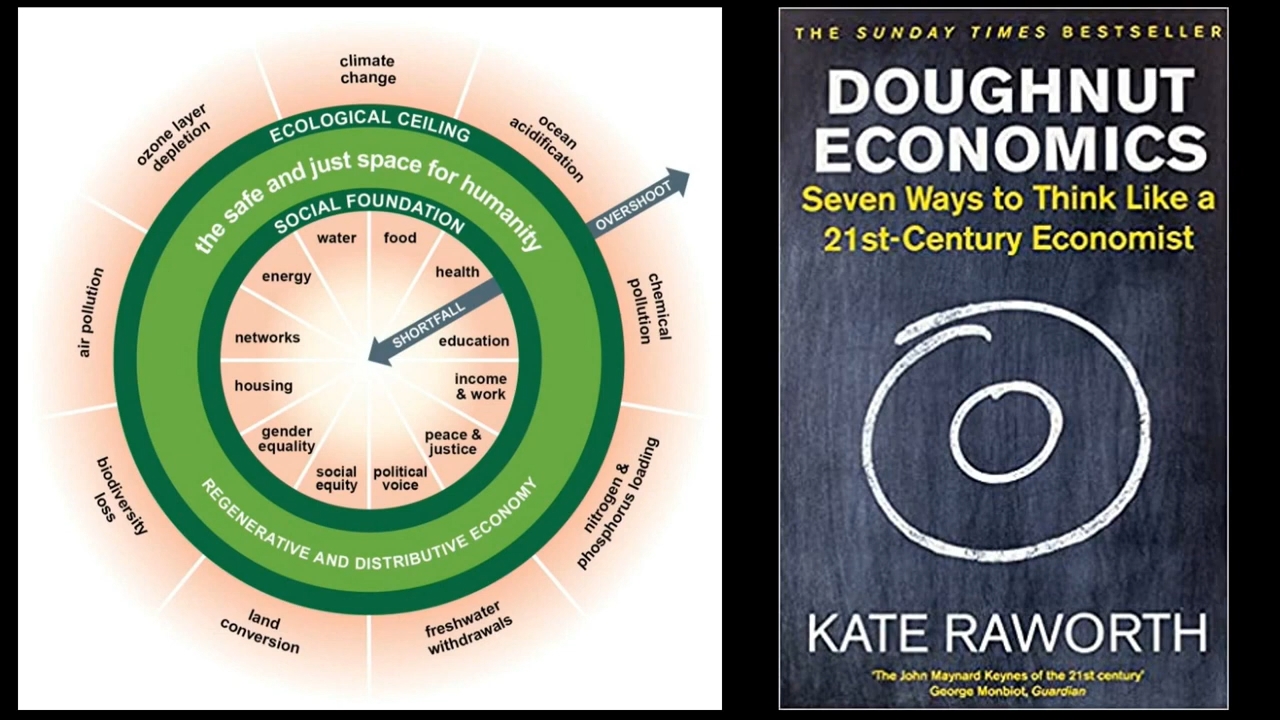 climate
change
ozone layer
depletion
ocean
acidification
ECOLOGICAL CEILING
the safe and just space for humanity
SOCIAL FOUNDATION
OVERSHOOT
water
food
energy
health
SHORTFALL
networks
education
housing
income
& work
gender
equality
peace &
justice
social
equity
political
voice
air pollution
chemical
pollution
biodiversity
loss
nitrogen &
phosphorus loading
REGENERATIVE AND DISTRIBUTIVE ECONOMY
land
conversion
freshwater
withdrawals
THE SUNDAY TIMES BESTSELLER
DOUGHNUT
ECONOMICS
Seven Ways to Think Like a
21st-Century Economist
KATE RAWORTH
'The John Maynard Keynes of the 21st century'
George Monbiot, Guardian